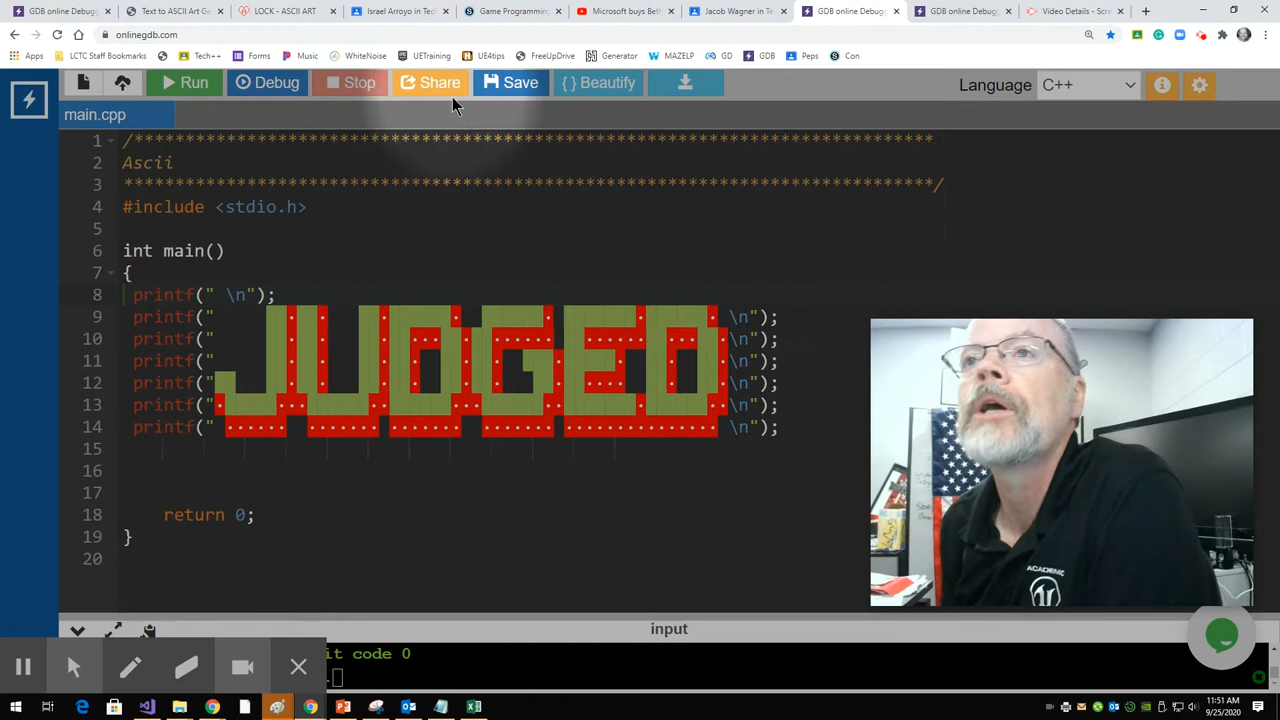 GDB online Debug
Text to ASCII Art Ge
LOCK - ASCII ART
Israel Arroyo in Tec
Game Programming
Microsoft buys Beth
Jacob Wagner in Te
GDB online Debug
GDB online Debug
Video Details - Scre
onlinegdb.com
Apps LCTC Staff Bookmarks Tech++ Forms Music WhiteNoise UETraining UE4tips FreeUpDrive Generator MAZELP GD GDB Peps Con
Run Debug Stop Share Save { } Beautify Language C++
main.cpp
1 /******************************************************************************
2 Ascii
3 *******************************************************************************/
4 #include <stdio.h>
5
6 int main()
7 {
8 printf(" \n");
9 printf(" \n");
10 printf(" \n");
11 printf(" \n");
12 printf(" \n");
13 printf(" \n");
14 printf(" \n");
JUDGED
15
16
17
18 return 0;
19 }
20
ACADEMIC
input
it code 0
11:51 AM
9/25/2020